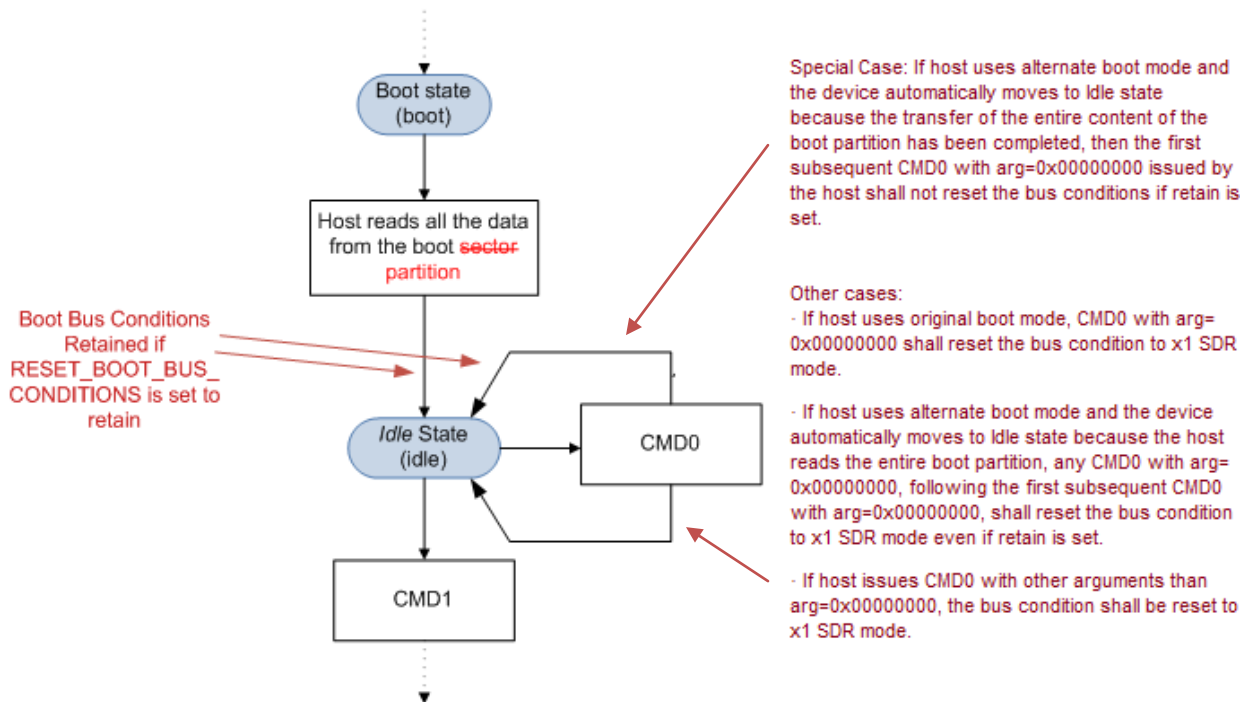 Boot state
(boot)
Host reads all the data
from the boot sector
partition
Boot Bus Conditions
Retained if
RESET_BOOT_BUS_
CONDITIONS is set to
retain
Idle State
(idle)
CMD0
CMD1
Special Case: If host uses alternate boot mode and
the device automatically moves to Idle state
because the transfer of the entire content of the
boot partition has been completed, then the first
subsequent CMD0 with arg=0x00000000 issued by
the host shall not reset the bus conditions if retain is
set.
Other cases:
· If host uses original boot mode, CMD0 with arg=
0x00000000 shall reset the bus condition to x1 SDR
mode.
· If host uses alternate boot mode and the device
automatically moves to Idle state because the host
reads the entire boot partition, any CMD0 with arg=
0x00000000, following the first subsequent CMD0
with arg=0x00000000, shall reset the bus condition
to x1 SDR mode even if retain is set.
· If host issues CMD0 with other arguments than
arg=0x00000000, the bus condition shall be reset to
x1 SDR mode.